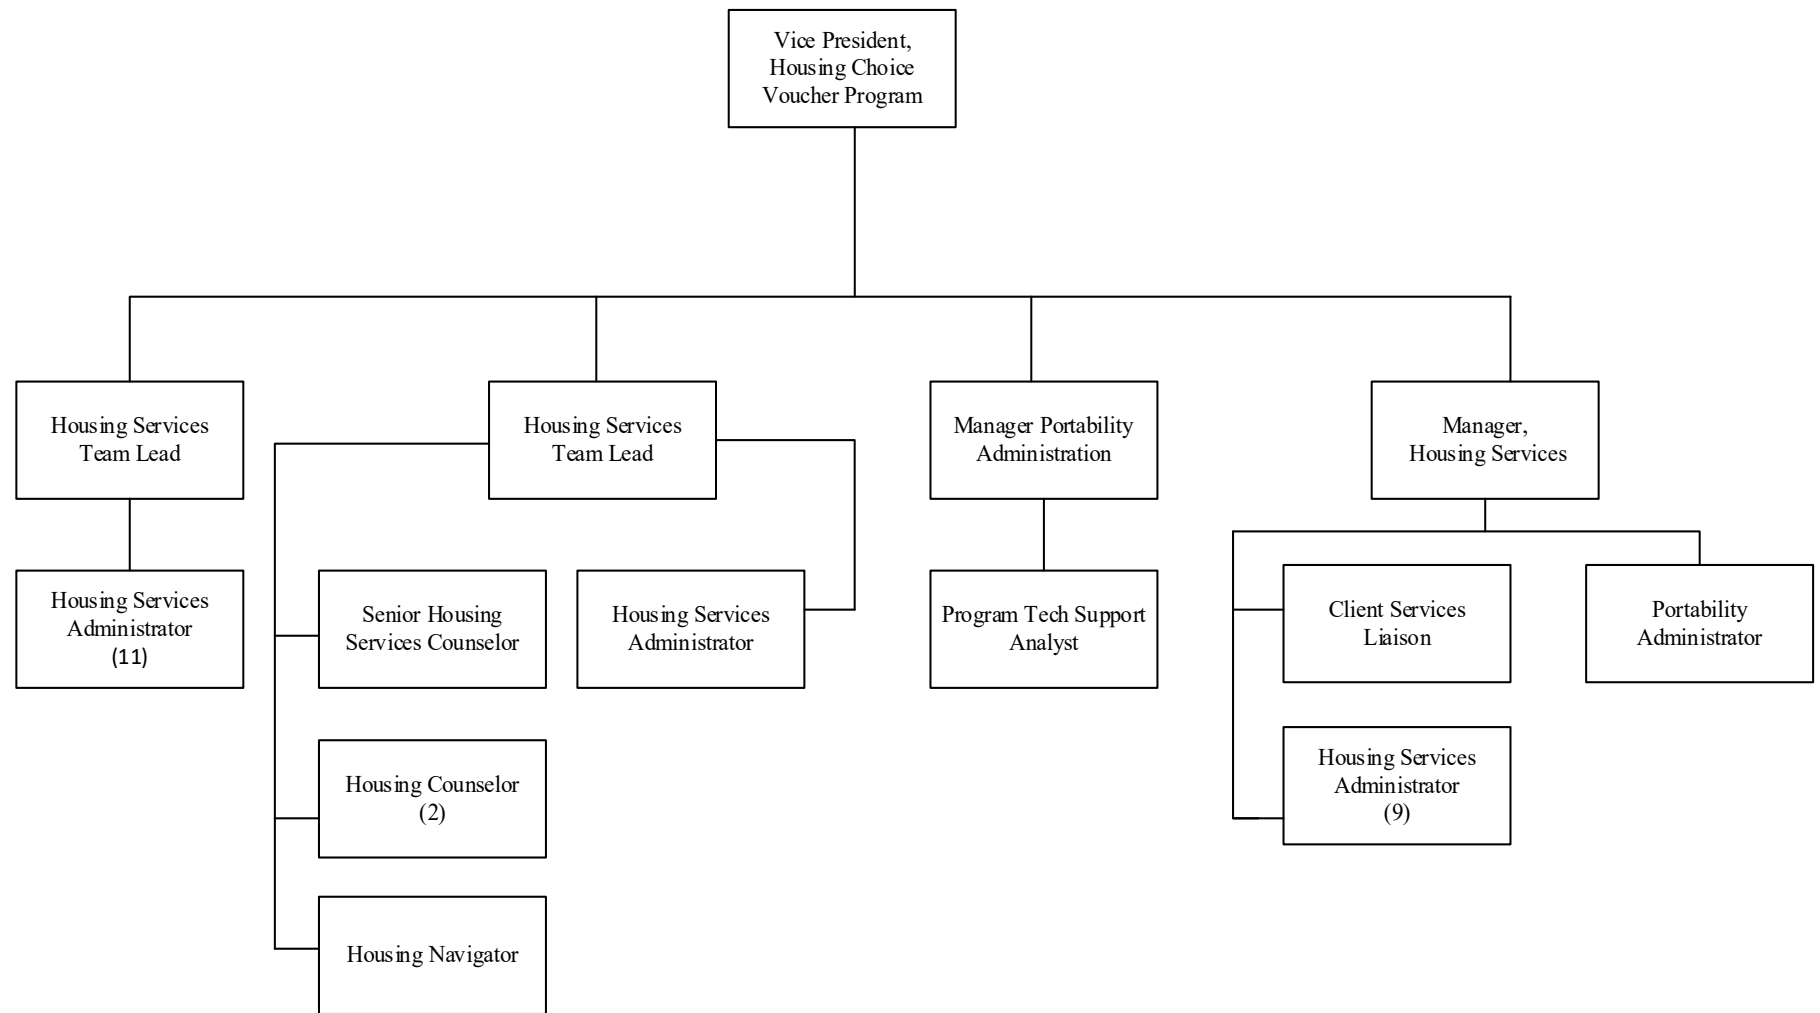 Vice President,
Housing Choice
Voucher Program
Housing Services
Team Lead
Housing Services
Team Lead
Manager Portability
Administration
Manager,
Housing Services
Housing Services
Administrator
(11)
Senior Housing
Services Counselor
Housing Services
Administrator
Program Tech Support
Analyst
Client Services
Liaison
Portability
Administrator
Housing Counselor
(2)
Housing Services
Administrator
(9)
Housing Navigator